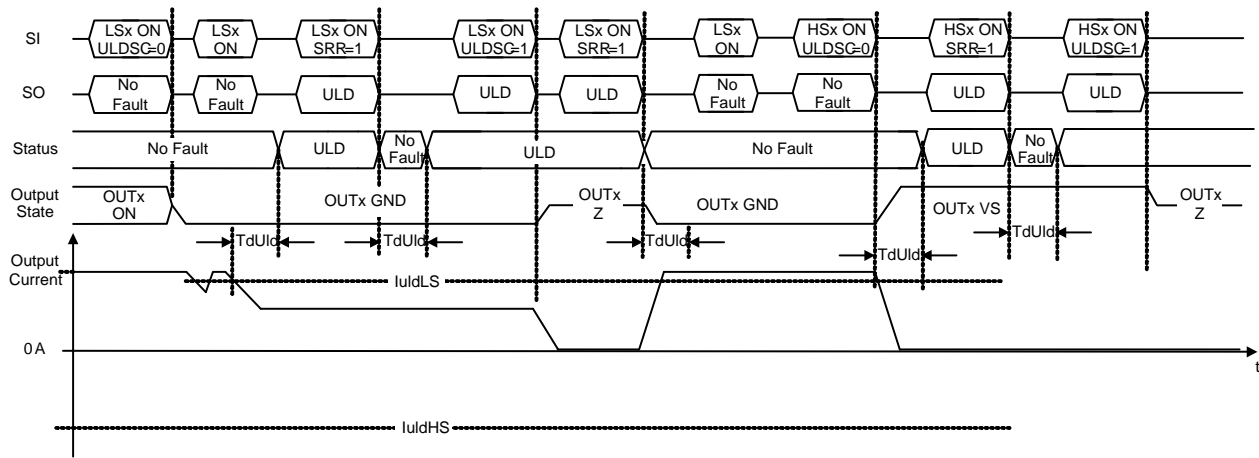 SI
LSx ON
ULDSC=0
LSx
ON
LSx ON
SRR=1
LSx ON
ULDSC=1
LSx ON
SRR=1
LSx
ON
HSx ON
ULDSC=0
HSx ON
SRR=1
HSx ON
ULDSC=1
SO
No
Fault
No
Fault
ULD
ULD
ULD
No
Fault
No
Fault
ULD
ULD
Status
No Fault
ULD
No
Fault
ULD
No Fault
ULD
No
Fault
Output
State
OUTx
ON
OUTx GND
OUTx
Z
OUTx GND
OUTx VS
OUTx
Z
TdUld
TdUld
TdUld
TdUld
TdUld
Output
Current
IuldLS
0 A
t
IuldHS